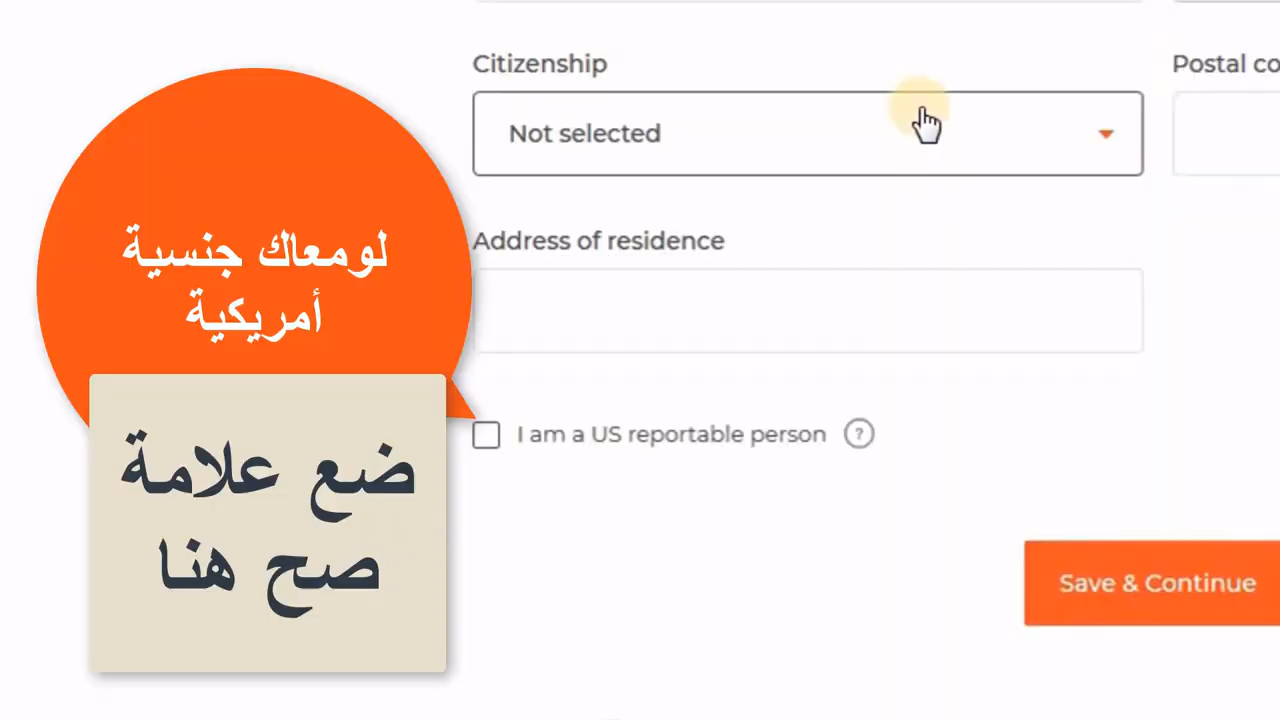 Citizenship
Postal co
Not selected
لومعاك جنسية
أمريكية
Address of residence
ضع علامة
صح هنا
I am a US reportable person ?
Save & Continue